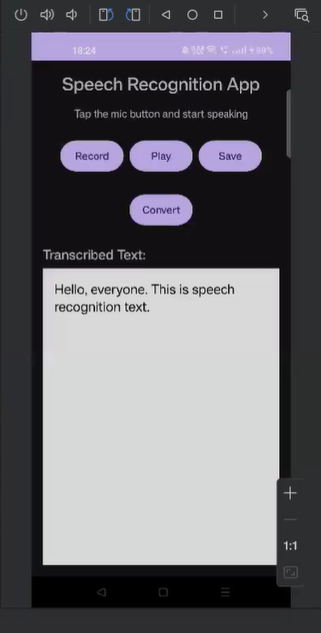 18:24
Speech Recognition App
Tap the mic button and start speaking
Record Play Save
Convert
Transcribed Text:
Hello, everyone. This is speech
recognition text.
1:1